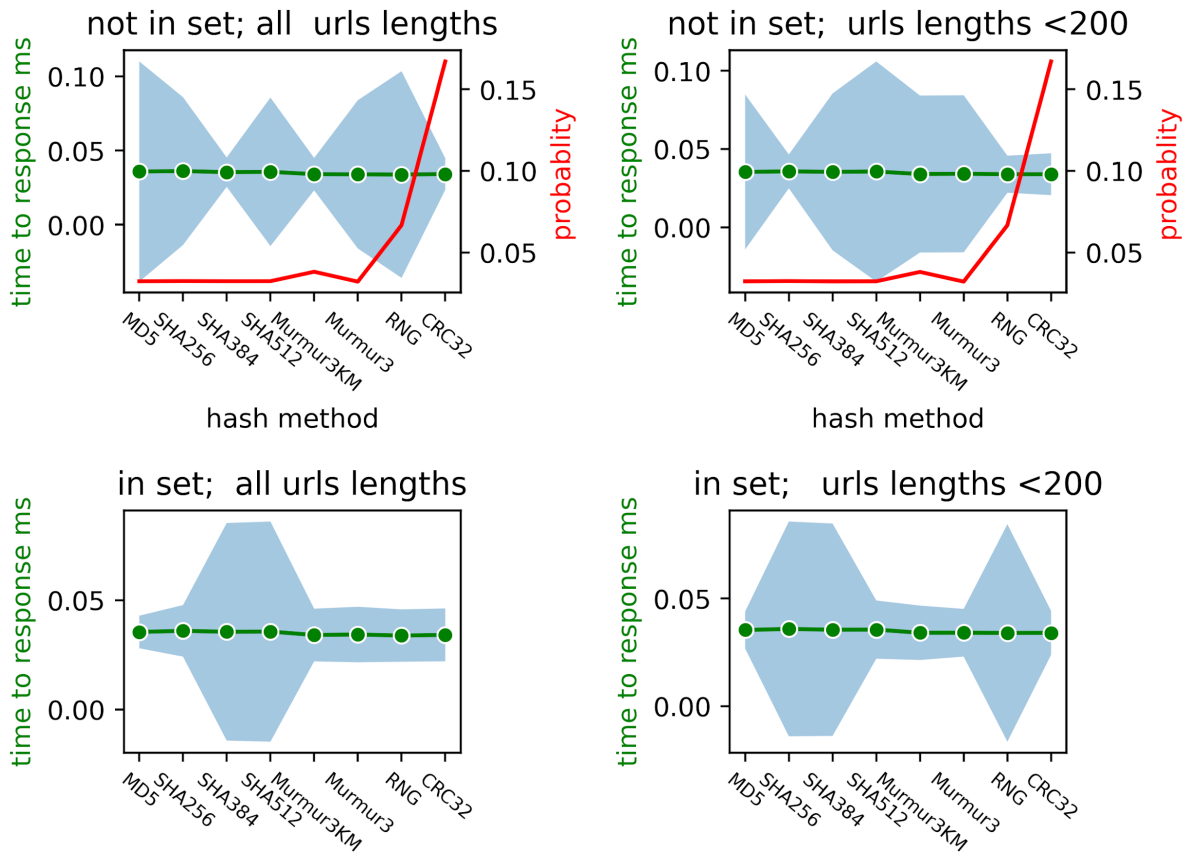 not in set; all  urls lengths
time to response ms
0.10
0.05
0.00
0.15
0.10
0.05
probablity
MD5
SHA256
SHA384
SHA512
Murmur3KM
Murmur3
RNG
CRC32
hash method
not in set;  urls lengths <200
time to response ms
0.10
0.05
0.00
0.15
0.10
0.05
probablity
MD5
SHA256
SHA384
SHA512
Murmur3KM
Murmur3
RNG
CRC32
hash method
in set;  all urls lengths
time to response ms
0.05
0.00
MD5
SHA256
SHA384
SHA512
Murmur3KM
Murmur3
RNG
CRC32
in set;   urls lengths <200
time to response ms
0.05
0.00
MD5
SHA256
SHA384
SHA512
Murmur3KM
Murmur3
RNG
CRC32